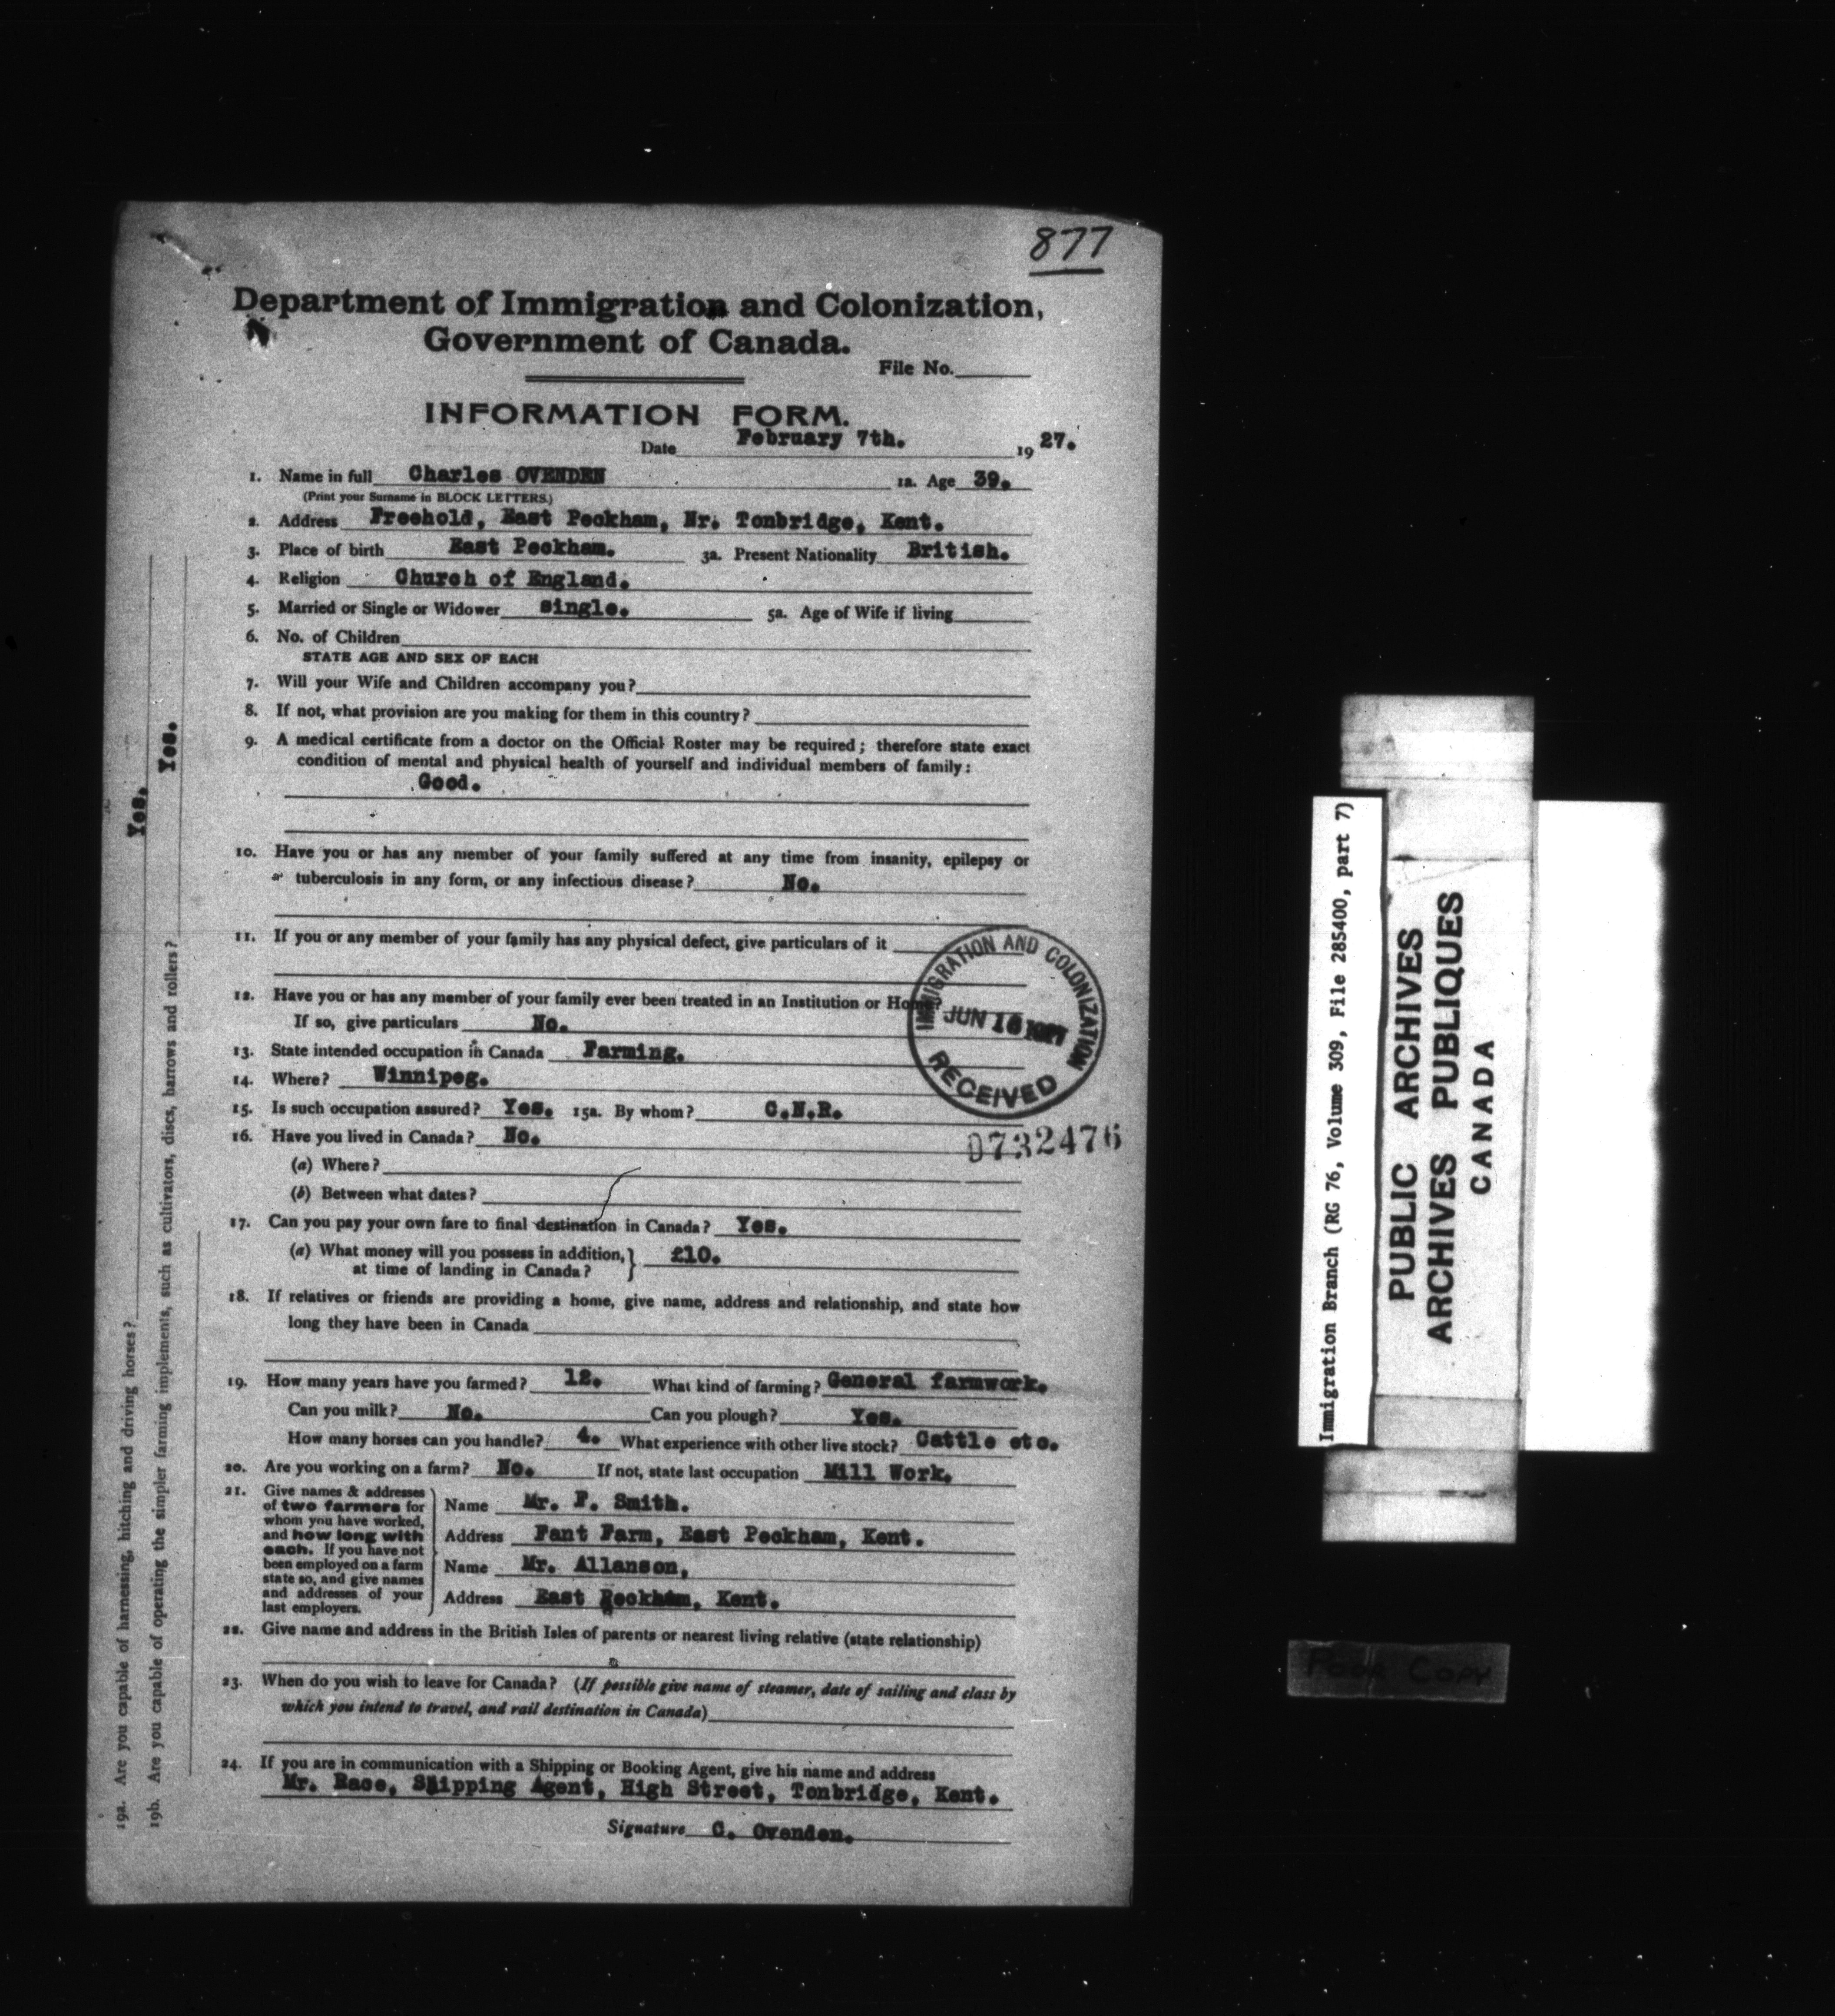 877
Department of Immigration and Colonization,
Government of Canada.
File No.
INFORMATION FORM.
Date February 7th. 19 27.
1. Name in full Charles OVENDEN 1a. Age 39.
(Print your Surname in BLOCK LETTERS.)
2. Address Freehold, East Peckham, Nr. Tonbridge, Kent.
3. Place of birth East Peckham. 3a. Present Nationality British.
4. Religion Church of England.
5. Married or Single or Widower single. 5a. Age of Wife if living
6. No. of Children
STATE AGE AND SEX OF EACH
7. Will your Wife and Children accompany you?
8. If not, what provision are you making for them in this country?
9. A medical certificate from a doctor on the Official Roster may be required; therefore state exact
condition of mental and physical health of yourself and individual members of family:
Good.
10. Have you or has any member of your family suffered at any time from insanity, epilepsy or
tuberculosis in any form, or any infectious disease? No.
11. If you or any member of your family has any physical defect, give particulars of it
12. Have you or has any member of your family ever been treated in an Institution or Home?
If so, give particulars No.
IMMIGRATION AND COLONIZATION
JUN 16 1927
RECEIVED
13. State intended occupation in Canada Farming.
14. Where? Winnipeg.
15. Is such occupation assured? Yes. 15a. By whom? C.N.R.
16. Have you lived in Canada? No.
0732476
(a) Where?
(b) Between what dates?
17. Can you pay your own fare to final destination in Canada? Yes.
(a) What money will you possess in addition, £10.
at time of landing in Canada?
18. If relatives or friends are providing a home, give name, address and relationship, and state how
long they have been in Canada
19. How many years have you farmed? 12. What kind of farming? General farmwork.
Can you milk? No. Can you plough? Yes.
How many horses can you handle? 4. What experience with other live stock? Cattle etc.
20. Are you working on a farm? No. If not, state last occupation Mill Work.
21. Give names & addresses
of two farmers for
whom you have worked,
and how long with
each. If you have not
been employed on a farm
state so, and give names
and addresses of your
last employers.
Name Mr. F. Smith.
Address Fant Farm, East Peckham, Kent.
Name Mr. Allanson,
Address East Peckham, Kent.
22. Give name and address in the British Isles of parents or nearest living relative (state relationship)
23. When do you wish to leave for Canada? (If possible give name of steamer, date of sailing and class by
which you intend to travel, and rail destination in Canada)
24. If you are in communication with a Shipping or Booking Agent, give his name and address
Mr. Race, Shipping Agent, High Street, Tonbridge, Kent.
Signature C. Ovenden.
19a. Are you capable of harnessing, hitching and driving horses? Yes.
19b. Are you capable of operating the simpler farming implements, such as cultivators, discs, harrows and rollers? Yes.
Immigration Branch (RG 76, Volume 309, File 285400, part 7)
PUBLIC ARCHIVES
ARCHIVES PUBLIQUES
CANADA
POOR COPY